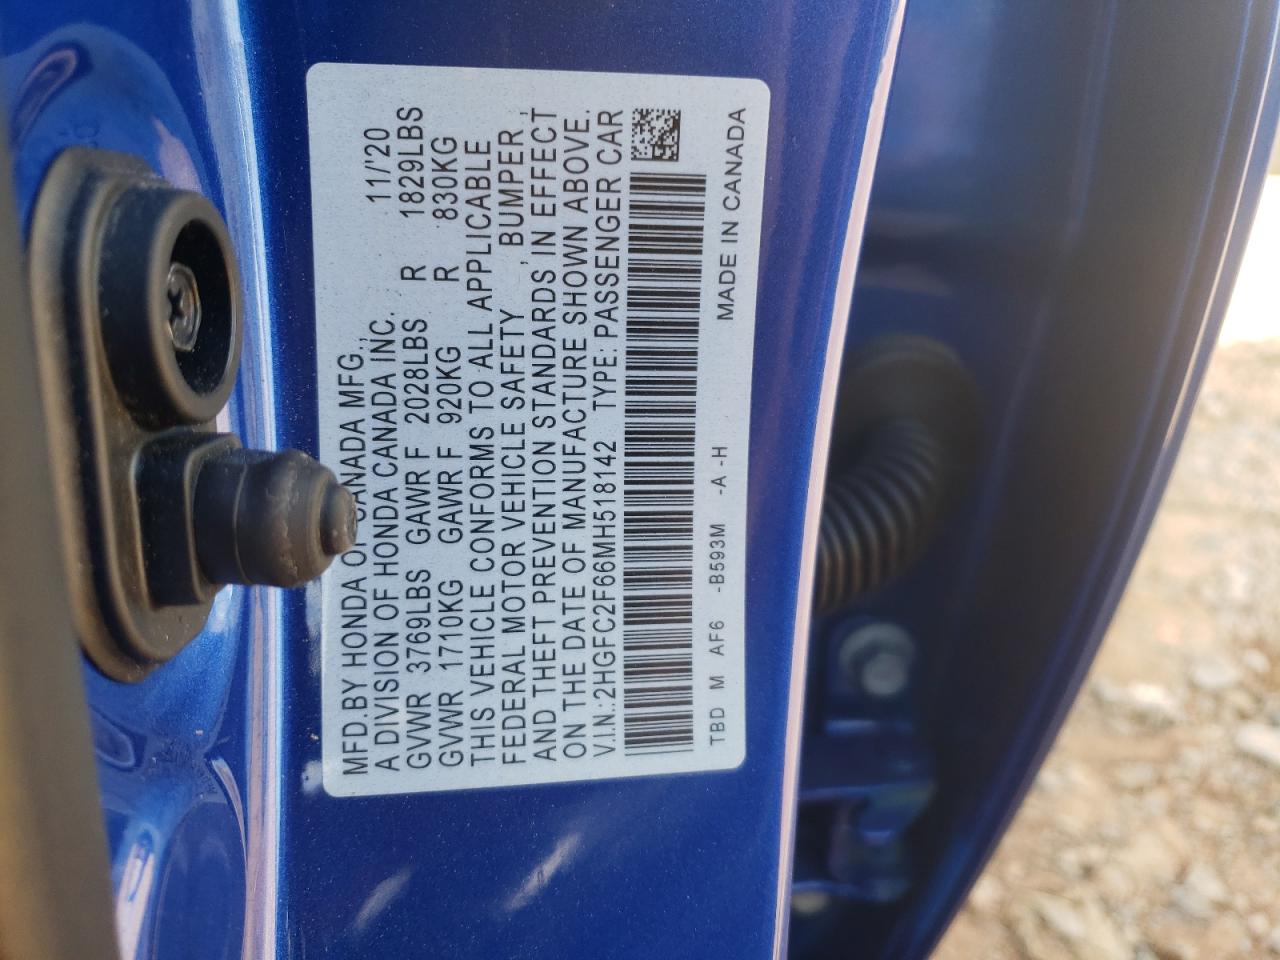 MFD.BY HONDA OF CANADA MFG., 11/'20
A DIVISION OF HONDA CANADA INC.
GVWR 3769LBS GAWR F 2028LBS R 1829LBS
GVWR 1710KG GAWR F 920KG R 830KG
THIS VEHICLE CONFORMS TO ALL APPLICABLE
FEDERAL MOTOR VEHICLE SAFETY, BUMPER,
AND THEFT PREVENTION STANDARDS IN EFFECT
ON THE DATE OF MANUFACTURE SHOWN ABOVE.
V.I.N.:2HGFC2F66MH518142 TYPE: PASSENGER CAR
TBD M AF6 -B593M -A -H MADE IN CANADA